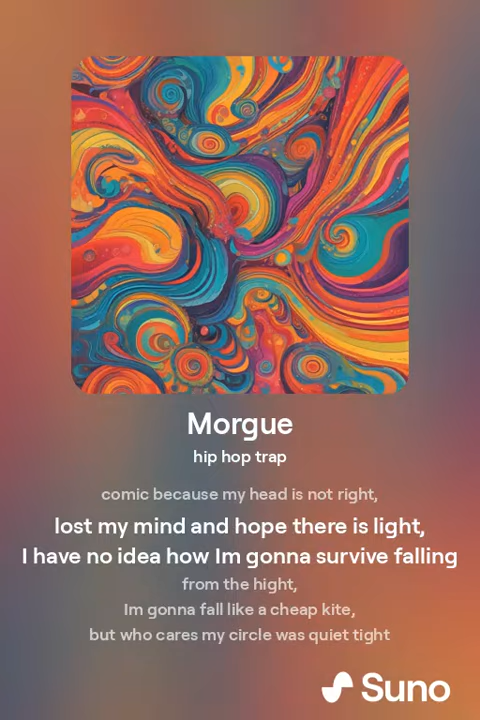 Morgue
hip hop trap
comic because my head is not right,
lost my mind and hope there is light,
I have no idea how Im gonna survive falling
from the hight,
Im gonna fall like a cheap kite,
but who cares my circle was quiet tight
Suno